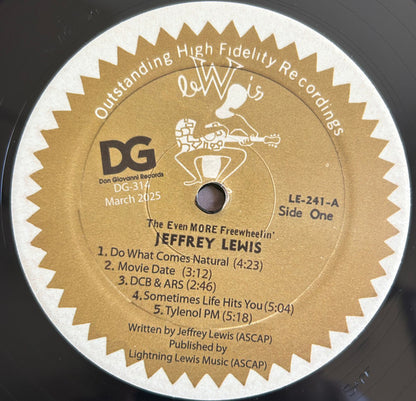 Outstanding High Fidelity Recordings
leWis
DG
Don Giovanni Records
DG-314
March 2025
LE-241-A
Side One
The Even MORE Freewheelin'
JEFFREY LEWIS
1. Do What Comes Natural (4:23)
2. Movie Date (3:12)
3. DCB & ARS (2:46)
4. Sometimes Life Hits You (5:04)
5. Tylenol PM (5:18)
Written by Jeffrey Lewis (ASCAP)
Published by
Lightning Lewis Music (ASCAP)